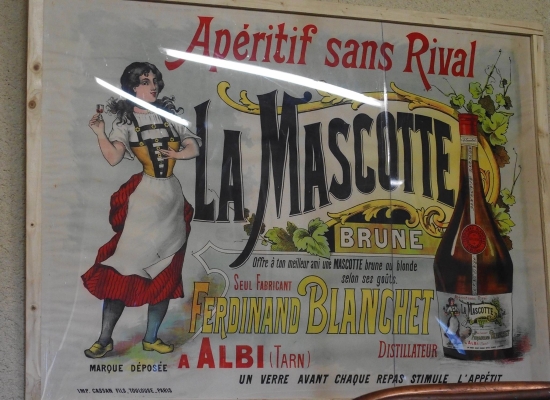 Apéritif sans Rival
LA MASCOTTE
BRUNE
Offre à ton meilleur ami une MASCOTTE brune ou blonde
selon ses goûts.
SEUL FABRICANT
FERDINAND BLANCHET
DISTILLATEUR
A ALBI (TARN)
MARQUE DÉPOSÉE
UN VERRE AVANT CHAQUE REPAS STIMULE L'APPÉTIT
IMP. CASSAN FILS, TOULOUSE_PARIS
LA MASCOTTE